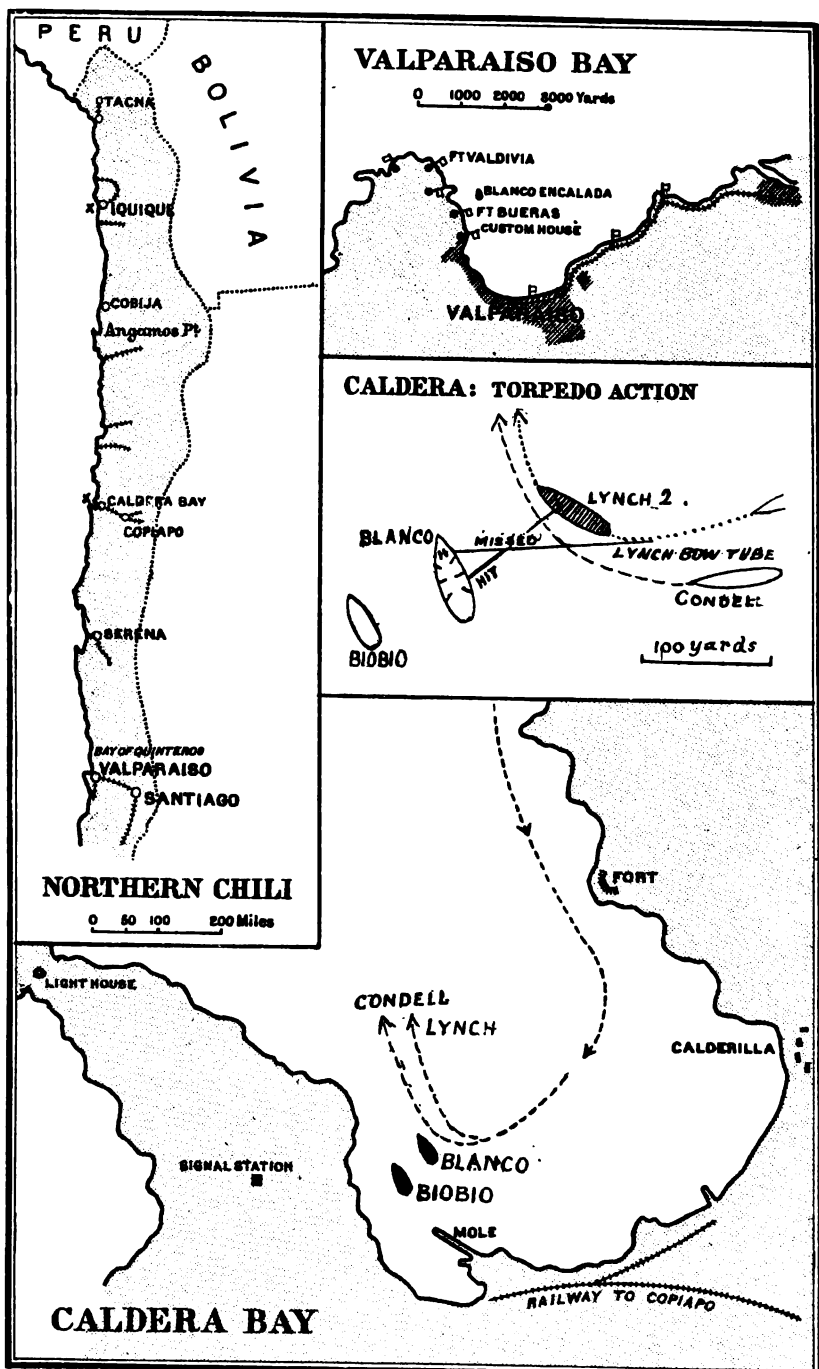 PERU
BOLIVIA
TACNA
IQUIQUE
COBIJA
Angamos Pt
CALDERA BAY
COPIAPO
SERENA
BAY OF QUINTEROS
VALPARAISO
SANTIAGO
NORTHERN CHILI
0 50 100 200 Miles
VALPARAISO BAY
0 1000 2000 3000 Yards
FT VALDIVIA
BLANCO ENCALADA
FT BUERAS
CUSTOM HOUSE
VALPARAISO
CALDERA: TORPEDO ACTION
LYNCH 2.
BLANCO
MISSED
LYNCH BOW TUBE
HIT
CONDELL
BIOBIO
100 yards
FORT
LIGHT HOUSE
CONDELL
LYNCH
CALDERILLA
SIGNAL STATION
BLANCO
BIOBIO
MOLE
RAILWAY TO COPIAPO
CALDERA BAY